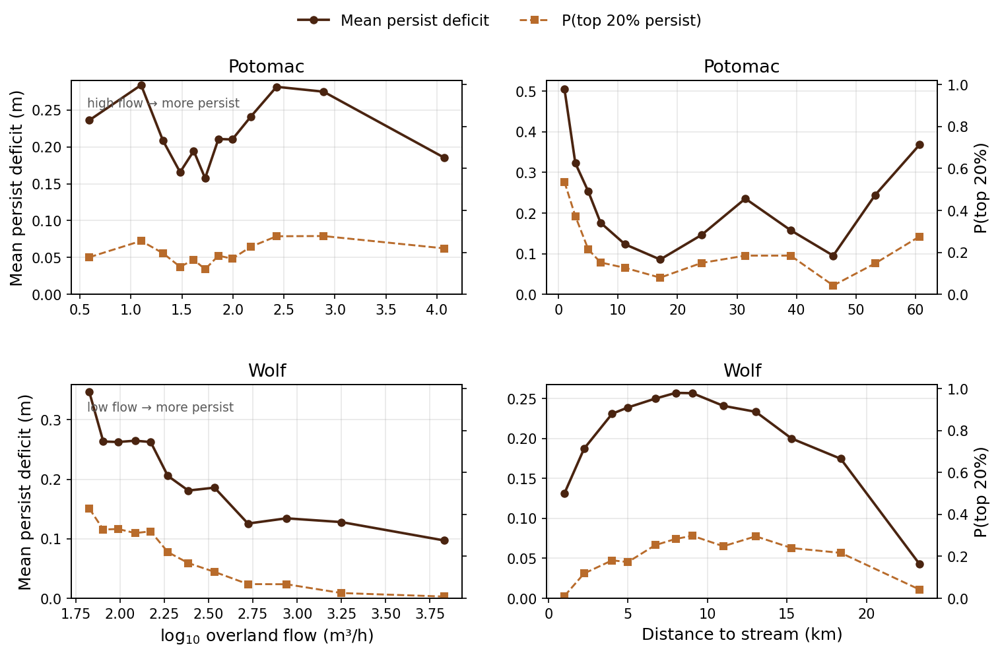 Mean persist deficit
P(top 20% persist)
Potomac
high flow → more persist
Mean persist deficit (m)
0.25
0.20
0.15
0.10
0.05
0.00
0.5 1.0 1.5 2.0 2.5 3.0 3.5 4.0
Potomac
0.5
0.4
0.3
0.2
0.1
0.0
1.0
0.8
0.6
0.4
0.2
0.0
P(top 20%)
0 10 20 30 40 50 60
Wolf
low flow → more persist
Mean persist deficit (m)
0.3
0.2
0.1
0.0
1.75 2.00 2.25 2.50 2.75 3.00 3.25 3.50 3.75
log₁₀ overland flow (m³/h)
Wolf
0.25
0.20
0.15
0.10
0.05
0.00
1.0
0.8
0.6
0.4
0.2
0.0
P(top 20%)
0 5 10 15 20
Distance to stream (km)